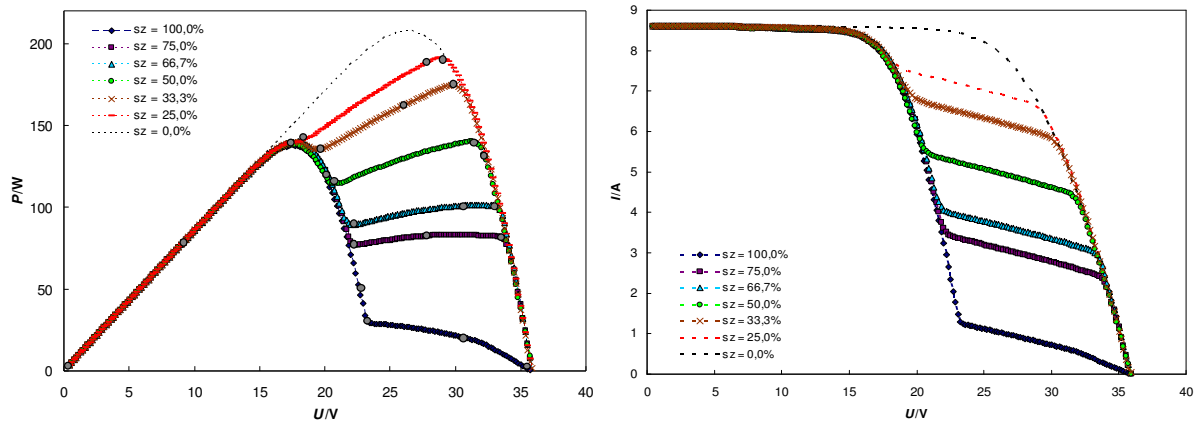 P/W
200
150
100
50
0
sz = 100,0%
sz = 75,0%
sz = 66,7%
sz = 50,0%
sz = 33,3%
sz = 25,0%
sz = 0,0%
0 5 10 15 20 25 30 35 40
U/V
I/A
9
8
7
6
5
4
3
2
1
0
sz = 100,0%
sz = 75,0%
sz = 66,7%
sz = 50,0%
sz = 33,3%
sz = 25,0%
sz = 0,0%
0 5 10 15 20 25 30 35 40
U/V